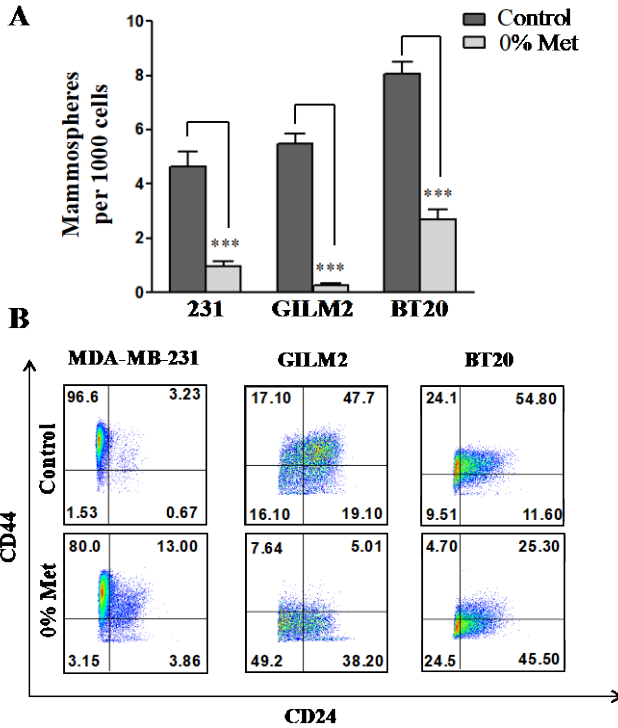 A
Control
0% Met
Mammospheres
per 1000 cells
10
8
6
4
2
0
***
***
***
231 GILM2 BT20
B
MDA-MB-231 GILM2 BT20
Control
96.6 3.23
1.53 0.67
17.10 47.7
16.10 19.10
24.1 54.80
9.51 11.60
CD44
0% Met
80.0 13.00
3.15 3.86
7.64 5.01
49.2 38.20
4.70 25.30
24.5 45.50
CD24